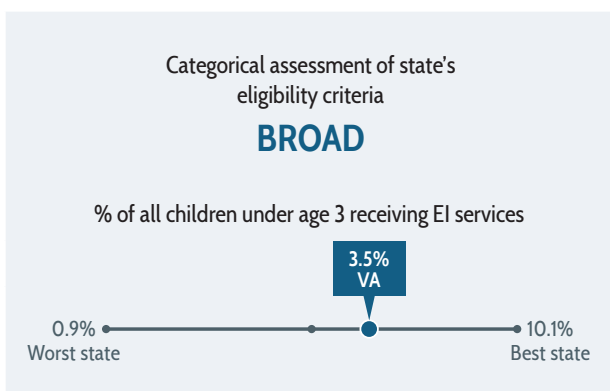 Categorical assessment of state’s
eligibility criteria
BROAD
% of all children under age 3 receiving EI services
3.5%
VA
0.9%
Worst state
10.1%
Best state